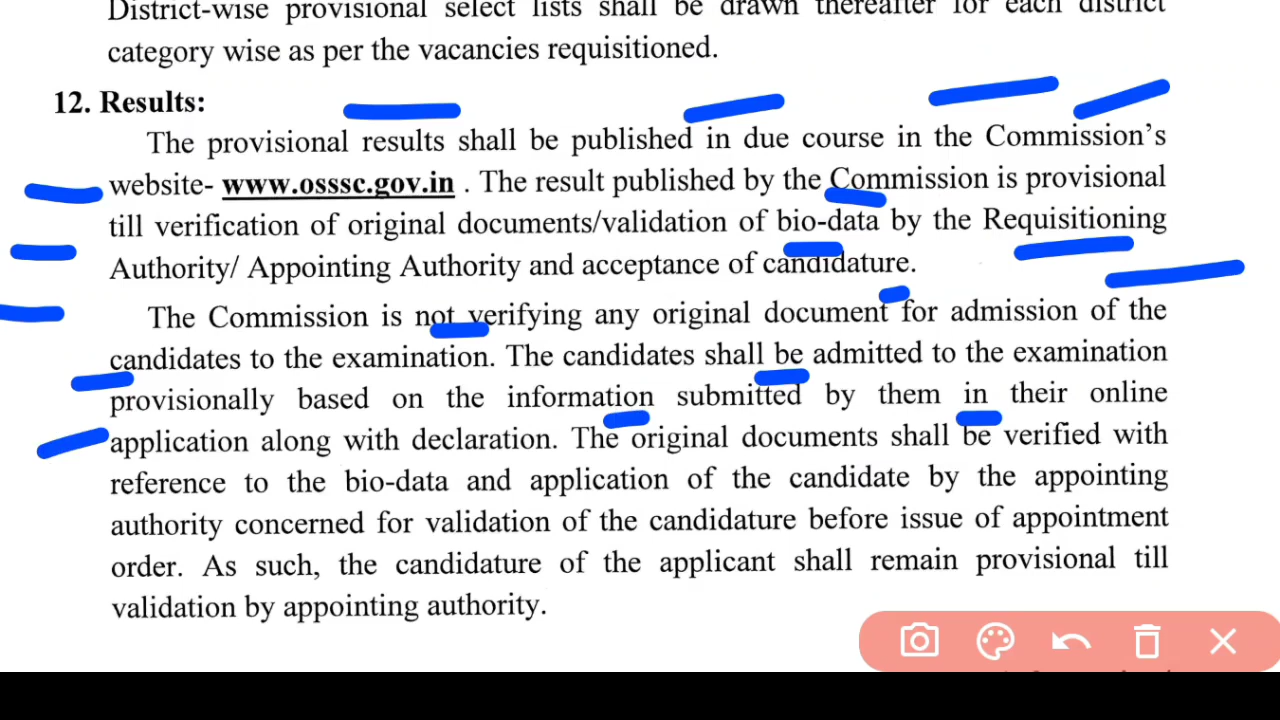 District-wise provisional select lists shall be drawn thereafter for each district
category wise as per the vacancies requisitioned.
12. Results:
The provisional results shall be published in due course in the Commission's
website- www.osssc.gov.in . The result published by the Commission is provisional
till verification of original documents/validation of bio-data by the Requisitioning
Authority/ Appointing Authority and acceptance of candidature.
The Commission is not verifying any original document for admission of the
candidates to the examination. The candidates shall be admitted to the examination
provisionally based on the information submitted by them in their online
application along with declaration. The original documents shall be verified with
reference to the bio-data and application of the candidate by the appointing
authority concerned for validation of the candidature before issue of appointment
order. As such, the candidature of the applicant shall remain provisional till
validation by appointing authority.